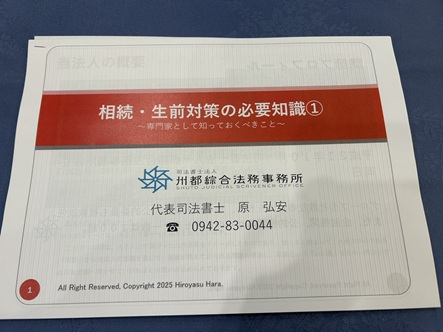 相続・生前対策の必要知識①
～専門家として知っておくべきこと～
司法書士法人
州都綜合法務事務所
SHUTO JUDICIAL SCRIVENER OFFICE
代表司法書士 原 弘安
☎ 0942-83-0044
1
All Right Reserved, Copyright 2025 Hiroyasu Hara.